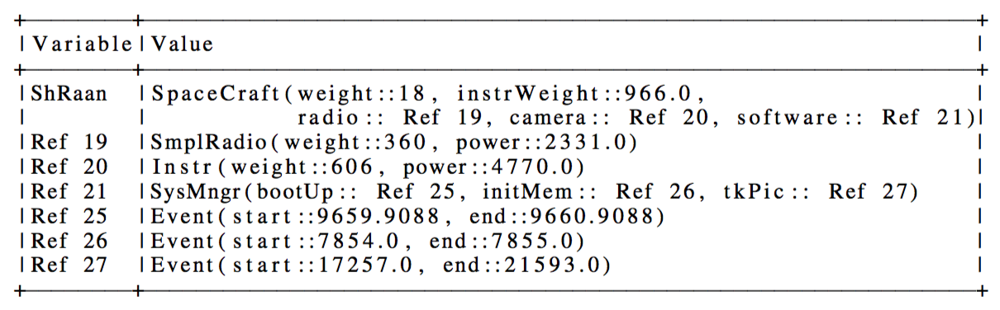 +———+———+
|Variable|Value |
+———+———+
|ShRaan |SpaceCraft(weight::18, instrWeight::966.0, |
| | radio:: Ref 19, camera:: Ref 20, software:: Ref 21)|
|Ref 19 |SmplRadio(weight::360, power::2331.0) |
|Ref 20 |Instr(weight::606, power::4770.0) |
|Ref 21 |SysMngr(bootUp:: Ref 25, initMem:: Ref 26, tkPic:: Ref 27) |
|Ref 25 |Event(start::9659.9088, end::9660.9088) |
|Ref 26 |Event(start::7854.0, end::7855.0) |
|Ref 27 |Event(start::17257.0, end::21593.0) |
+———+———+